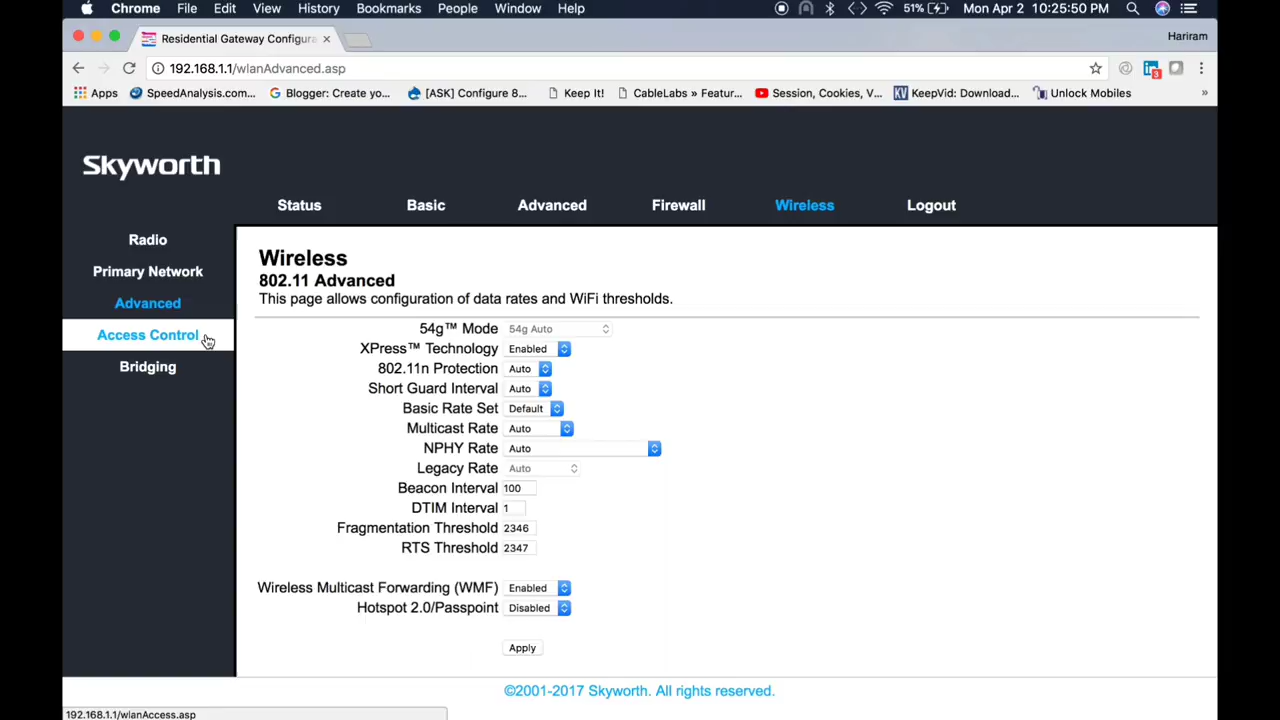 Chrome File Edit View History Bookmarks People Window Help 51% Mon Apr 2 10:25:50 PM
Residential Gateway Configura × Hariram
192.168.1.1/wlanAdvanced.asp 3
Apps SpeedAnalysis.com... Blogger: Create yo... [ASK] Configure 8... Keep It! CableLabs » Featur... Session, Cookies, V... KV KeepVid: Download... Unlock Mobiles »
Skyworth
Status Basic Advanced Firewall Wireless Logout
Radio
Primary Network
Advanced
Access Control
Bridging
Wireless
802.11 Advanced
This page allows configuration of data rates and WiFi thresholds.
54g™ Mode 54g Auto
XPress™ Technology Enabled
802.11n Protection Auto
Short Guard Interval Auto
Basic Rate Set Default
Multicast Rate Auto
NPHY Rate Auto
Legacy Rate Auto
Beacon Interval 100
DTIM Interval 1
Fragmentation Threshold 2346
RTS Threshold 2347
Wireless Multicast Forwarding (WMF) Enabled
Hotspot 2.0/Passpoint Disabled
Apply
©2001-2017 Skyworth. All rights reserved.
192.168.1.1/wlanAccess.asp